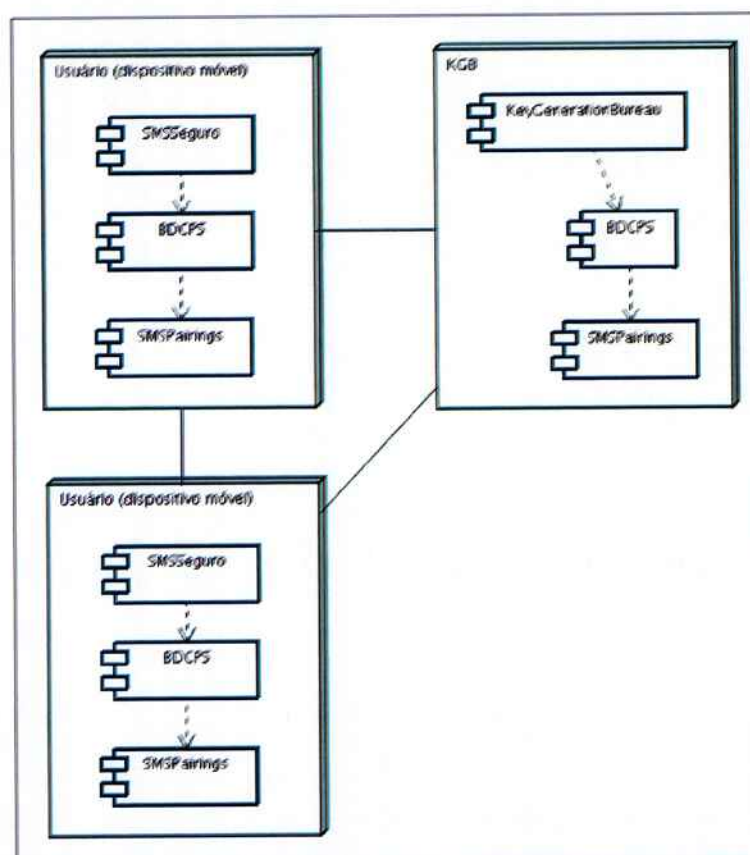 Usuário (dispositivo móvel)
SMSSeguro
BDCPS
SMSPairings
KGB
KeyGenerationBureau
BDCPS
SMSPairings
Usuário (dispositivo móvel)
SMSSeguro
BDCPS
SMSPairings